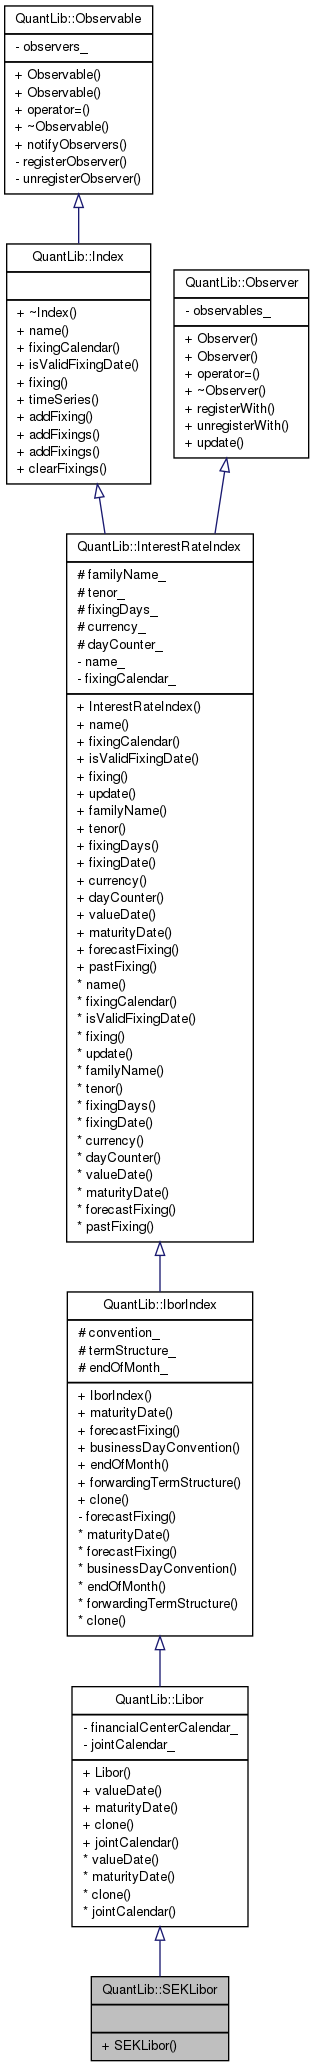 QuantLib::Observable
- observers_
+ Observable()
+ Observable()
+ operator=()
+ ~Observable()
+ notifyObservers()
- registerObserver()
- unregisterObserver()
QuantLib::Index
+ ~Index()
+ name()
+ fixingCalendar()
+ isValidFixingDate()
+ fixing()
+ timeSeries()
+ addFixing()
+ addFixings()
+ addFixings()
+ clearFixings()
QuantLib::Observer
- observables_
+ Observer()
+ Observer()
+ operator=()
+ ~Observer()
+ registerWith()
+ unregisterWith()
+ update()
QuantLib::InterestRateIndex
# familyName_
# tenor_
# fixingDays_
# currency_
# dayCounter_
- name_
- fixingCalendar_
+ InterestRateIndex()
+ name()
+ fixingCalendar()
+ isValidFixingDate()
+ fixing()
+ update()
+ familyName()
+ tenor()
+ fixingDays()
+ fixingDate()
+ currency()
+ dayCounter()
+ valueDate()
+ maturityDate()
+ forecastFixing()
+ pastFixing()
* name()
* fixingCalendar()
* isValidFixingDate()
* fixing()
* update()
* familyName()
* tenor()
* fixingDays()
* fixingDate()
* currency()
* dayCounter()
* valueDate()
* maturityDate()
* forecastFixing()
* pastFixing()
QuantLib::IborIndex
# convention_
# termStructure_
# endOfMonth_
+ IborIndex()
+ maturityDate()
+ forecastFixing()
+ businessDayConvention()
+ endOfMonth()
+ forwardingTermStructure()
+ clone()
- forecastFixing()
* maturityDate()
* forecastFixing()
* businessDayConvention()
* endOfMonth()
* forwardingTermStructure()
* clone()
QuantLib::Libor
- financialCenterCalendar_
- jointCalendar_
+ Libor()
+ valueDate()
+ maturityDate()
+ clone()
+ jointCalendar()
* valueDate()
* maturityDate()
* clone()
* jointCalendar()
QuantLib::SEKLibor
+ SEKLibor()